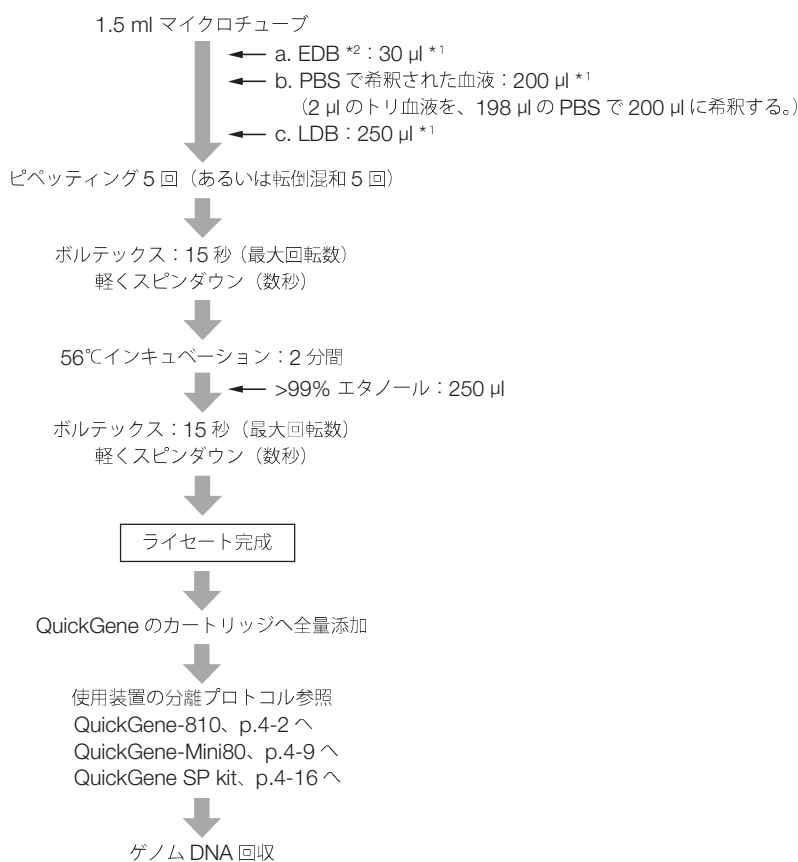 1.5 ml マイクロチューブ
a. EDB *2：30 µl *1
b. PBS で希釈された血液：200 µl *1
（2 µl のトリ血液を、198 µl の PBS で 200 µl に希釈する。）
c. LDB：250 µl *1
ピペッティング 5 回（あるいは転倒混和 5 回）
ボルテックス：15 秒（最大回転数）
軽くスピンダウン（数秒）
56℃インキュベーション：2 分間
>99% エタノール：250 µl
ボルテックス：15 秒（最大回転数）
軽くスピンダウン（数秒）
ライセート完成
QuickGene のカートリッジへ全量添加
使用装置の分離プロトコル参照
QuickGene-810、p.4-2 へ
QuickGene-Mini80、p.4-9 へ
QuickGene SP kit、p.4-16 へ
ゲノム DNA 回収